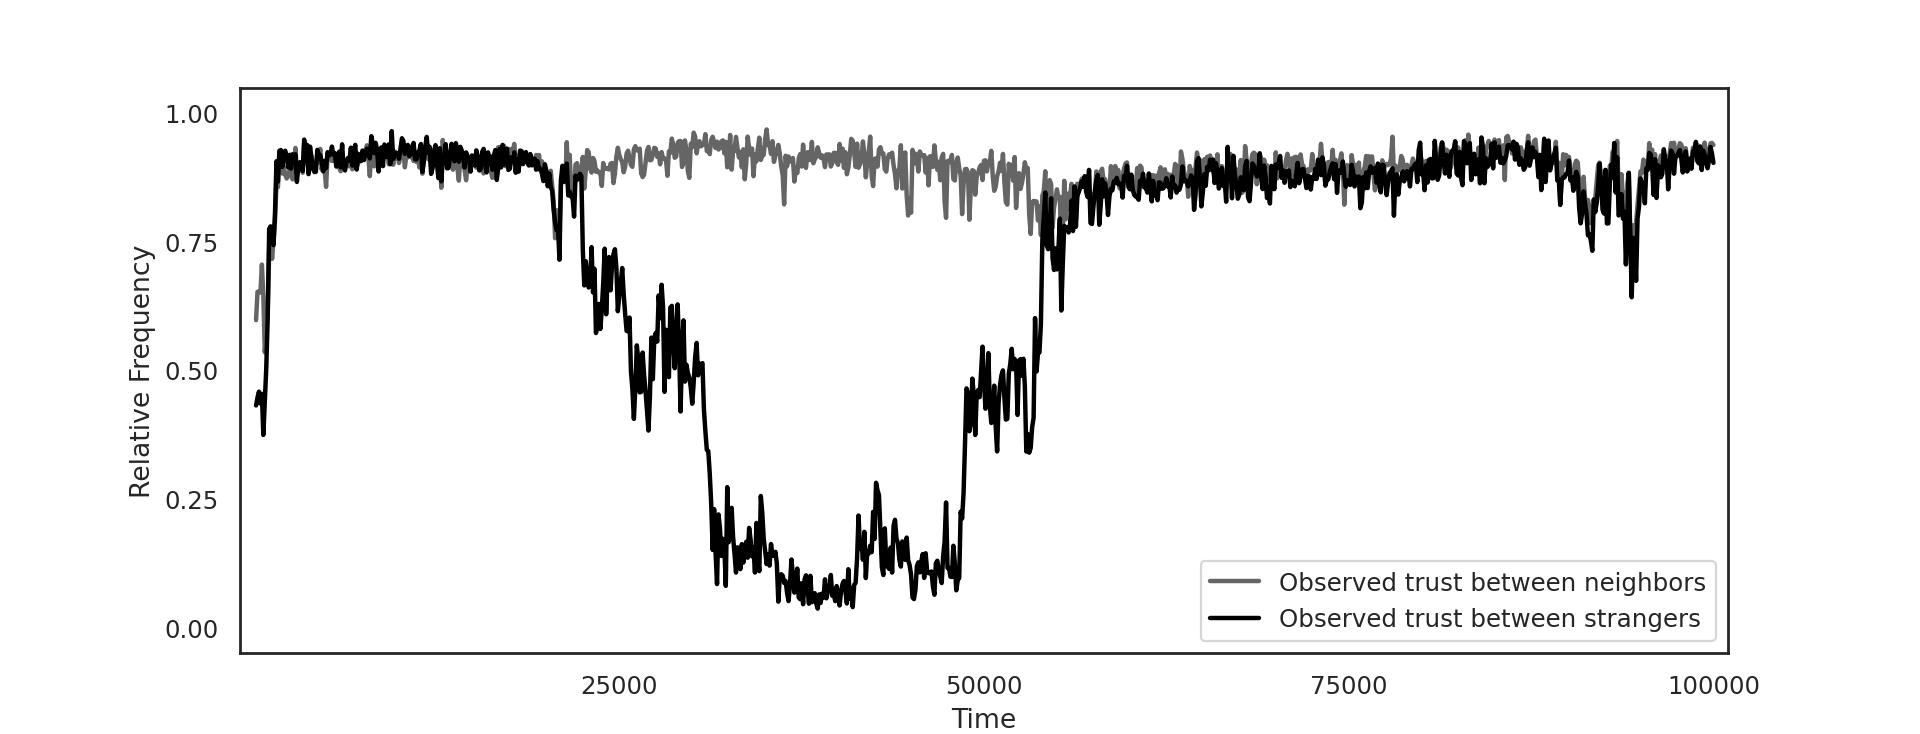 1.00
0.75
0.50
0.25
0.00
Relative Frequency
Observed trust between neighbors
Observed trust between strangers
25000 50000 75000 100000
Time